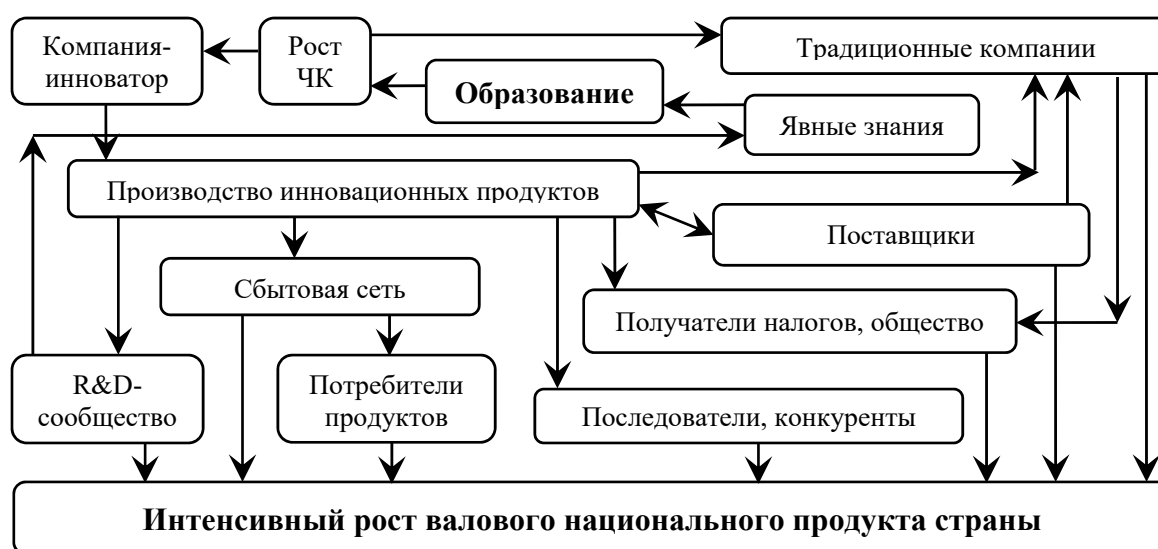 Компания-
инноватор
Рост
ЧК
Традиционные компании
Образование
Явные знания
Производство инновационных продуктов
Поставщики
Сбытовая сеть
Получатели налогов, общество
R&D-
сообщество
Потребители
продуктов
Последователи, конкуренты
Интенсивный рост валового национального продукта страны